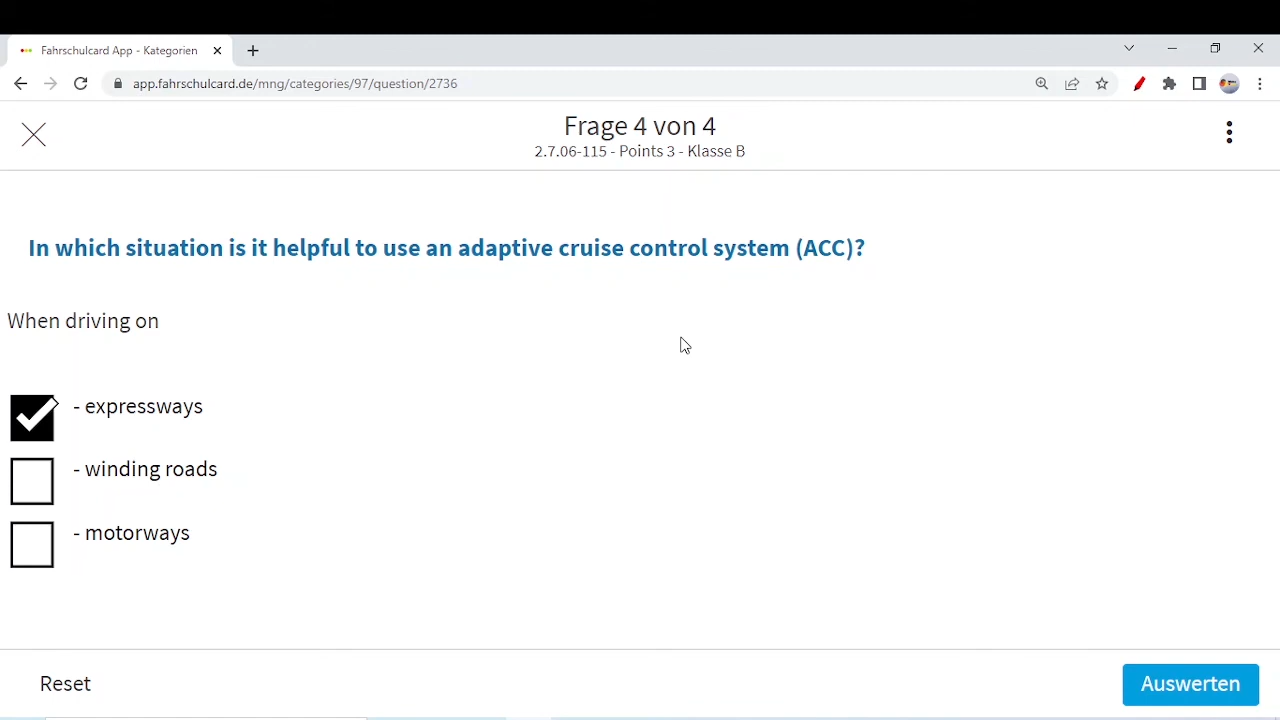 Fahrschulcard App - Kategorien
app.fahrschulcard.de/mng/categories/97/question/2736
Frage 4 von 4
2.7.06-115 - Points 3 - Klasse B
In which situation is it helpful to use an adaptive cruise control system (ACC)?
When driving on
- expressways
- winding roads
- motorways
Reset
Auswerten